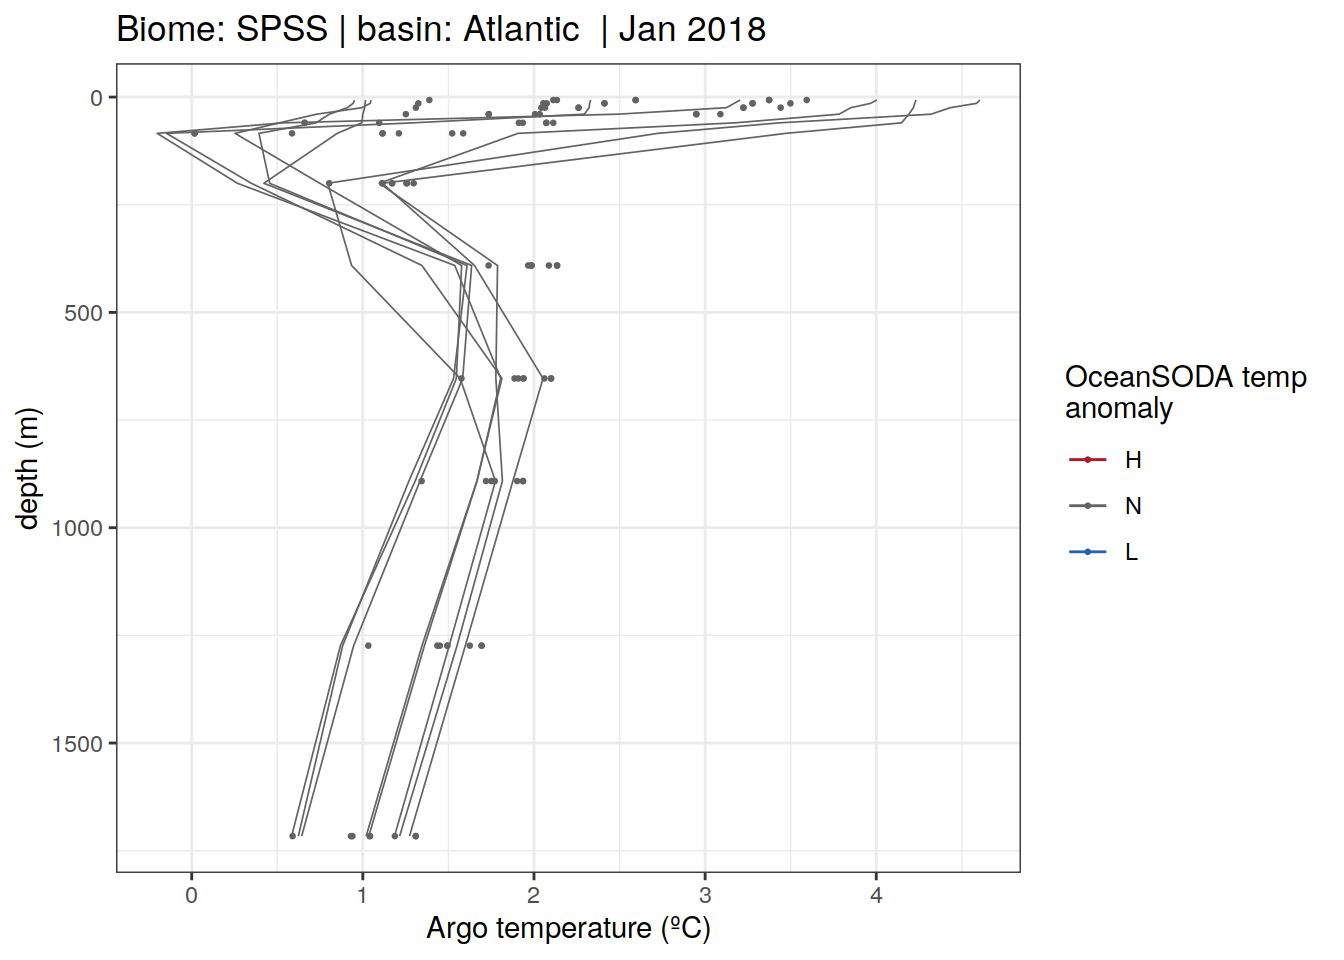 Biome: SPSS | basin: Atlantic  | Jan 2018
0
500
1000
1500
depth (m)
0
1
2
3
4
Argo temperature (ºC)
OceanSODA temp
anomaly
H
N
L